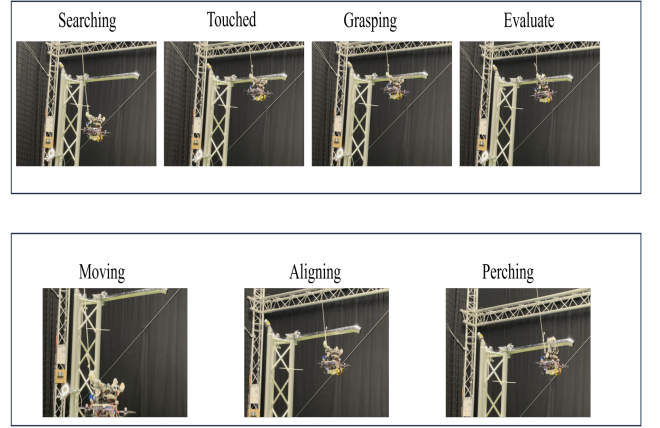 Searching
Touched
Grasping
Evaluate
Moving
Aligning
Perching